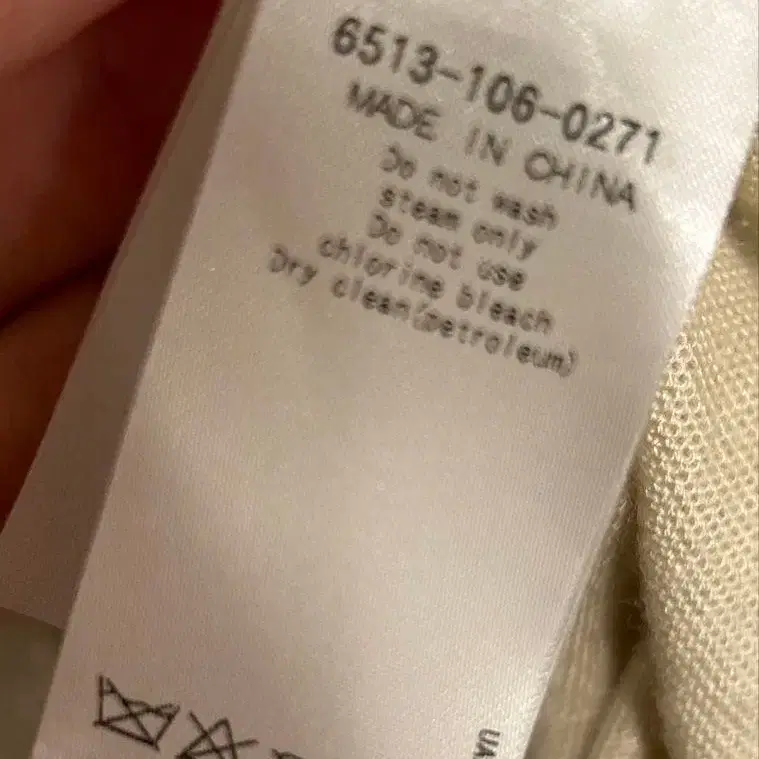 6513-106-0271
MADE IN CHINA
Do not wash
steam only
Do not use
chlorine bleach
Dry clean(petroleum)